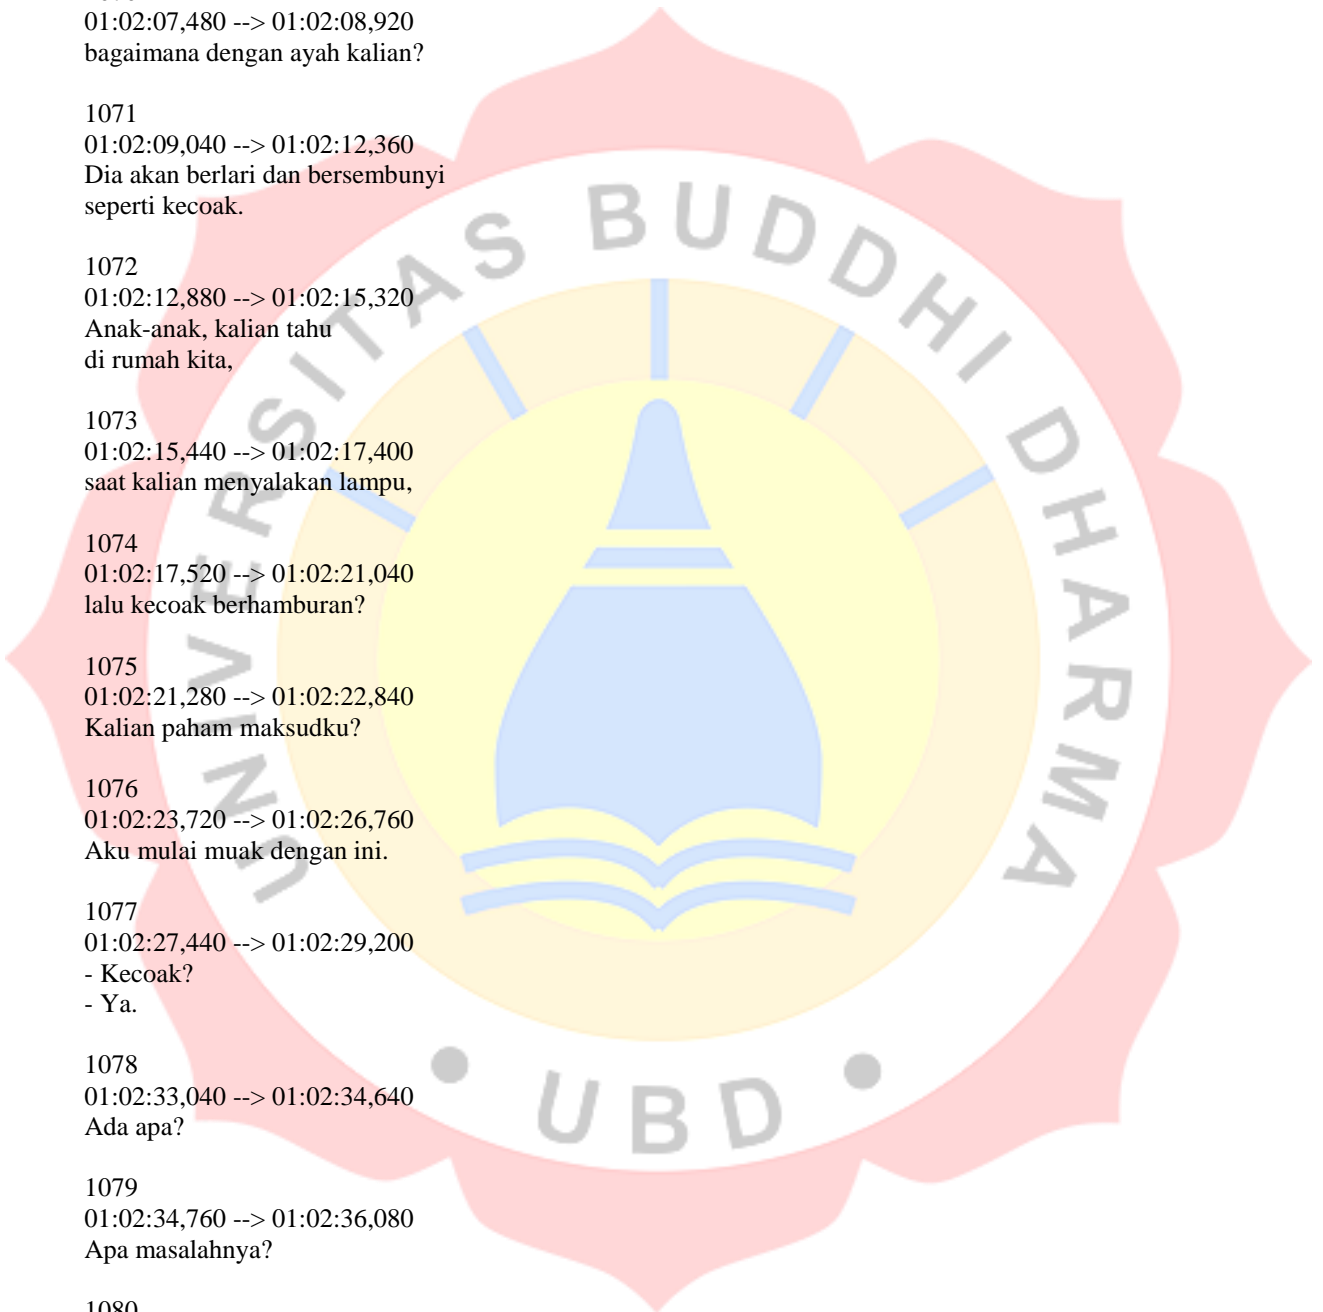 01:02:07,480 --> 01:02:08,920
bagaimana dengan ayah kalian?
1071
01:02:09,040 --> 01:02:12,360
Dia akan berlari dan bersembunyi
seperti kecoak.
1072
01:02:12,880 --> 01:02:15,320
Anak-anak, kalian tahu
di rumah kita,
1073
01:02:15,440 --> 01:02:17,400
saat kalian menyalakan lampu,
1074
01:02:17,520 --> 01:02:21,040
lalu kecoak berhamburan?
1075
01:02:21,280 --> 01:02:22,840
Kalian paham maksudku?
1076
01:02:23,720 --> 01:02:26,760
Aku mulai muak dengan ini.
1077
01:02:27,440 --> 01:02:29,200
- Kecoak?
- Ya.
1078
01:02:33,040 --> 01:02:34,640
Ada apa?
1079
01:02:34,760 --> 01:02:36,080
Apa masalahnya?
1080
UNIVERSITAS BUDDHI DHARMA
UBD